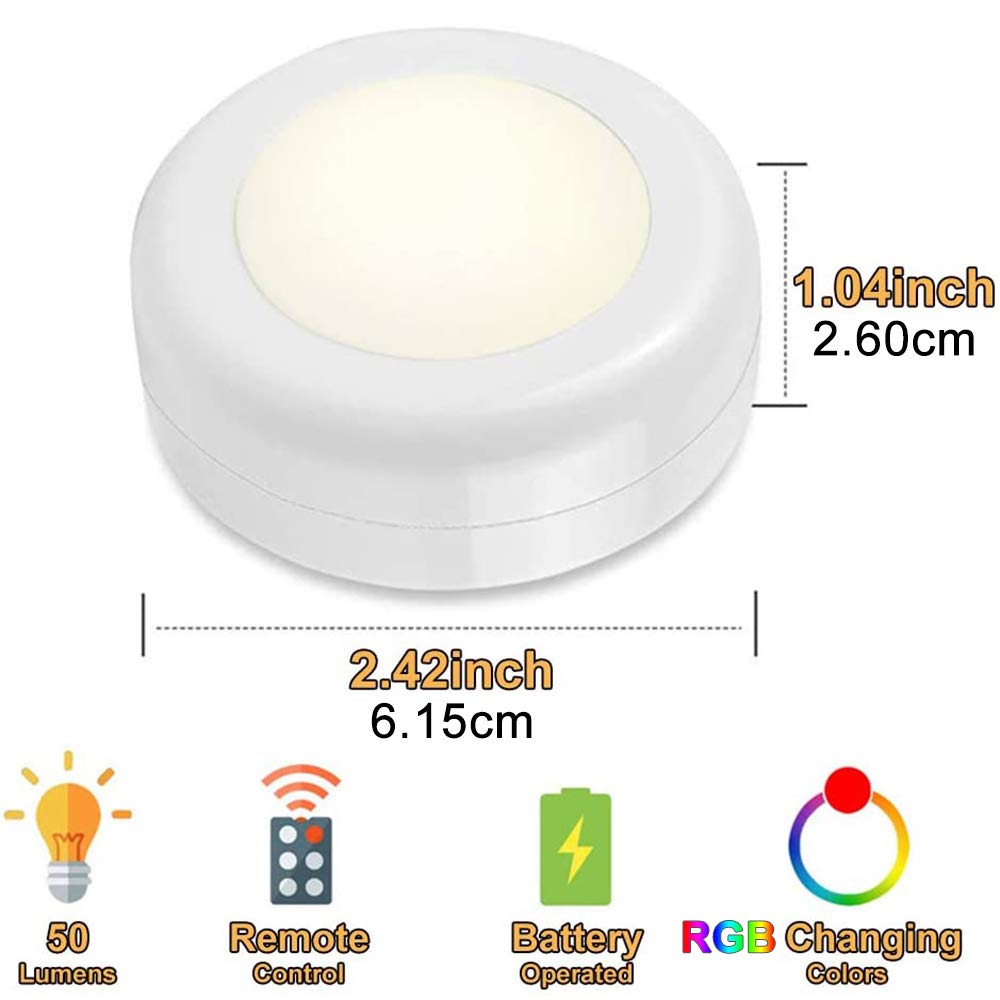 1.04inch
2.60cm
2.42inch
6.15cm
50
Lumens
Remote
Control
Battery
Operated
RGB Changing
Colors